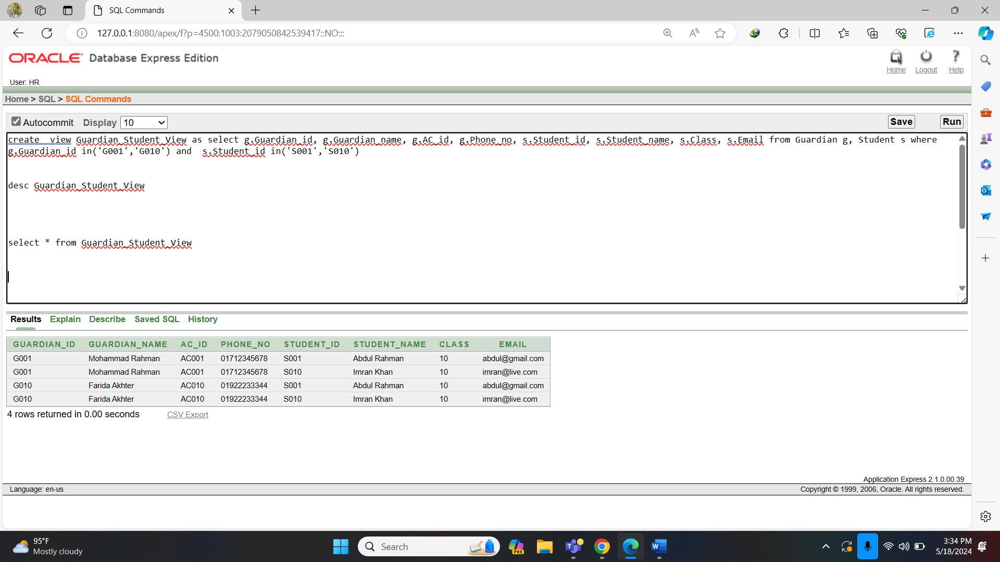 SQL Commands
127.0.0.1:8080/apex/f?p=4500:1003:2079050842539417::NO:::
ORACLE Database Express Edition
Home Logout Help
User: HR
Home > SQL > SQL Commands
Autocommit Display 10 Save Run
create  view Guardian_Student_View as select g.Guardian_id, g.Guardian_name, g.AC_id, g.Phone_no, s.Student_id, s.Student_name, s.Class, s.Email from Guardian g, Student s where
g.Guardian_id in('G001','G010') and  s.Student_id in('S001','S010')
desc Guardian_Student_View
select * from Guardian_Student_View
Results Explain Describe Saved SQL History
GUARDIAN_ID GUARDIAN_NAME AC_ID PHONE_NO STUDENT_ID STUDENT_NAME CLASS EMAIL
G001 Mohammad Rahman AC001 01712345678 S001 Abdul Rahman 10 abdul@gmail.com
G001 Mohammad Rahman AC001 01712345678 S010 Imran Khan 10 imran@live.com
G010 Farida Akhter AC010 01922233344 S001 Abdul Rahman 10 abdul@gmail.com
G010 Farida Akhter AC010 01922233344 S010 Imran Khan 10 imran@live.com
4 rows returned in 0.00 seconds CSV Export
Application Express 2.1.0.00.39
Language: en-us Copyright © 1999, 2006, Oracle. All rights reserved.
95°F
Mostly cloudy
Search
PRE
3:34 PM
5/18/2024